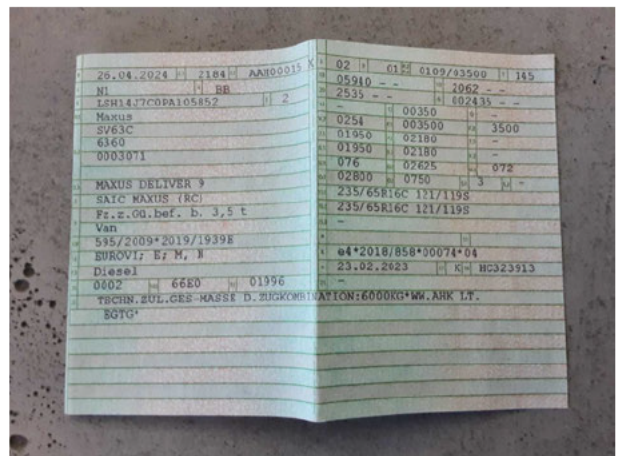 26.04.2024 2184 AAH00015 X
N1 BB
LSH14J7C0PA105852 2
Maxus
SV63C
6360
0003071
MAXUS DELIVER 9
SAIC MAXUS (RC)
Fz.z.Gü.bef. b. 3,5 t
Van
595/2009*2019/1939E
EUROVI; E; M, N
Diesel
0002 66E0 01996
TECHN.ZUL.GES-MASSE D.ZUGKOMBINATION:6000KG*WW.AHK LT.
EGTG*
02 01 0109/03500 145
05940 - - 2062 - -
2535 - - 002435 - -
- 00350 -
0254 003500 3500
01950 02180 -
01950 02180 -
076 02625 072
02800 0750 3 -
235/65R16C 121/119S
235/65R16C 121/119S
-
e4*2018/858*00074*04
23.02.2023 K HC323913
-